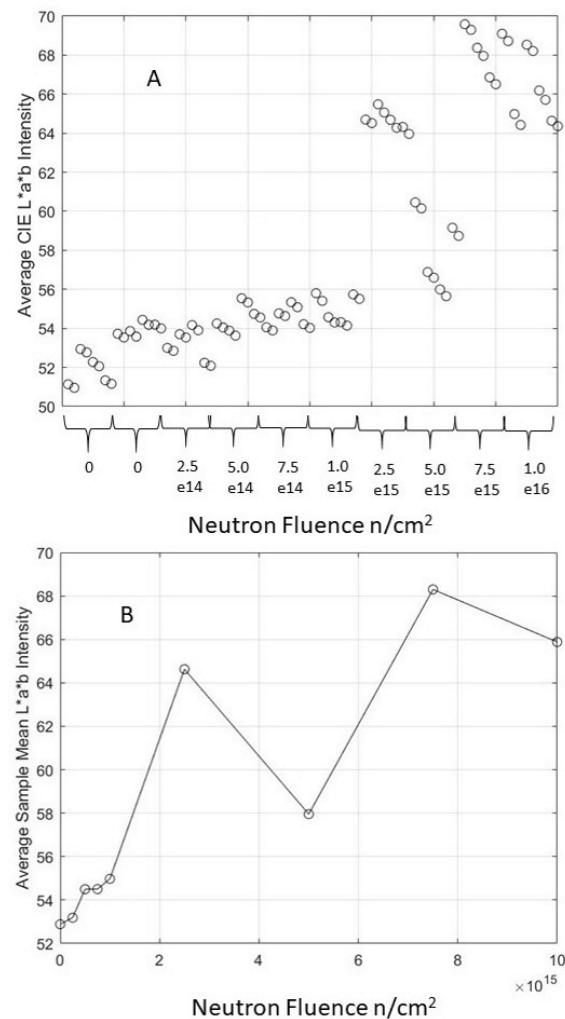 70
68
66
64
62
60
58
56
54
52
50
A
Average CIE L*a*b Intensity
0 0 2.5 5.0 7.5 1.0 2.5 5.0 7.5 1.0
e14 e14 e14 e15 e15 e15 e15 e16
Neutron Fluence n/cm²
70
68
66
64
62
60
58
56
54
52
B
Average Sample Mean L*a*b Intensity
0 2 4 6 8 10
×10¹⁵
Neutron Fluence n/cm²